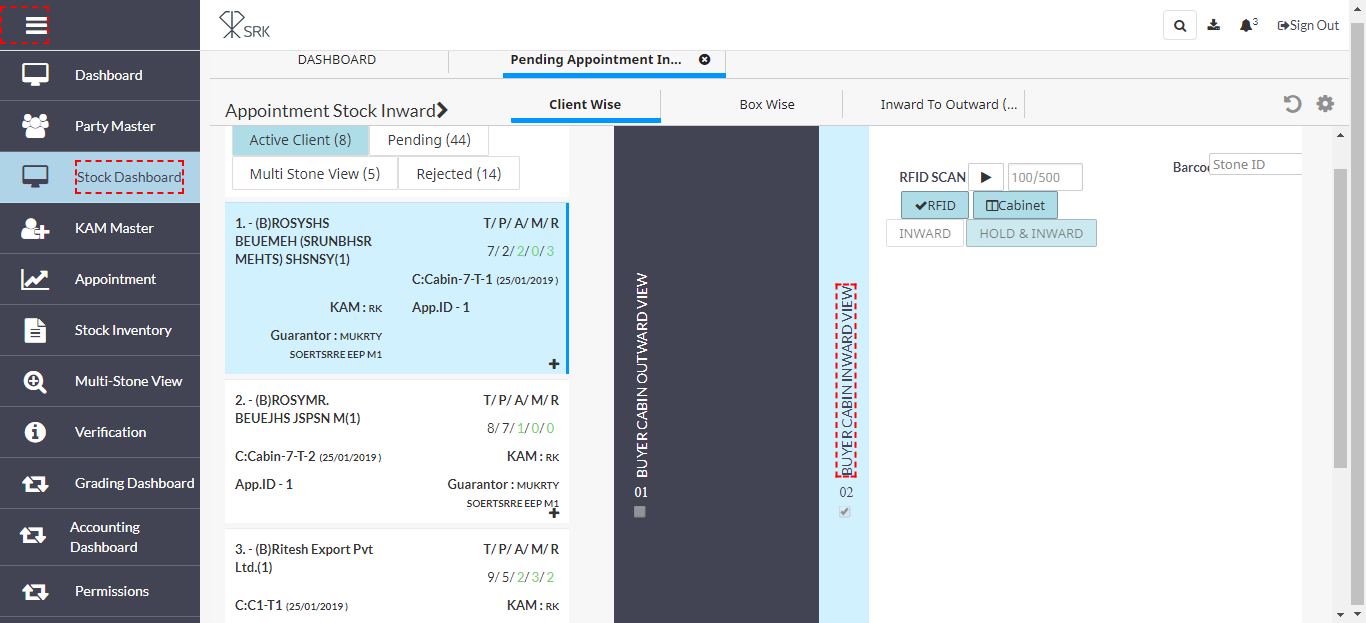 SRK
3
Sign Out
Dashboard
Party Master
Stock Dashboard
KAM Master
Appointment
Stock Inventory
Multi-Stone View
Verification
Grading Dashboard
Accounting
Dashboard
Permissions
DASHBOARD
Pending Appointment In...
Appointment Stock Inward
Client Wise
Box Wise
Inward To Outward (...
Active Client (8)
Pending (44)
Multi Stone View (5)
Rejected (14)
1. - (B)ROSYSHS
BEUEMEH (SRUNBHSR
MEHTS) SHSNSY(1)
T/ P/ A/ M/ R
7/ 2/ 2/0/ 3
C:Cabin-7-T-1 (25/01/2019 )
KAM : RK
App.ID - 1
Guarantor : MUKRTY
SOERTSRRE EEP M1
2. - (B)ROSYMR.
BEUEJHS JSPSN M(1)
T/ P/ A/ M/ R
8/ 7/ 1/0/0
C:Cabin-7-T-2 (25/01/2019 )
KAM : RK
App.ID - 1
Guarantor : MUKRTY
SOERTSRRE EEP M1
3. - (B)Ritesh Export Pvt
Ltd.(1)
T/ P/ A/ M/ R
9/ 5/ 2/ 3/ 2
C:C1-T1 (25/01/2019 )
KAM : RK
BUYER CABIN OUTWARD VIEW
01
BUYER CABIN INWARD VIEW
02
RFID SCAN
100/500
RFID
Cabinet
INWARD
HOLD & INWARD
Barco
Stone ID